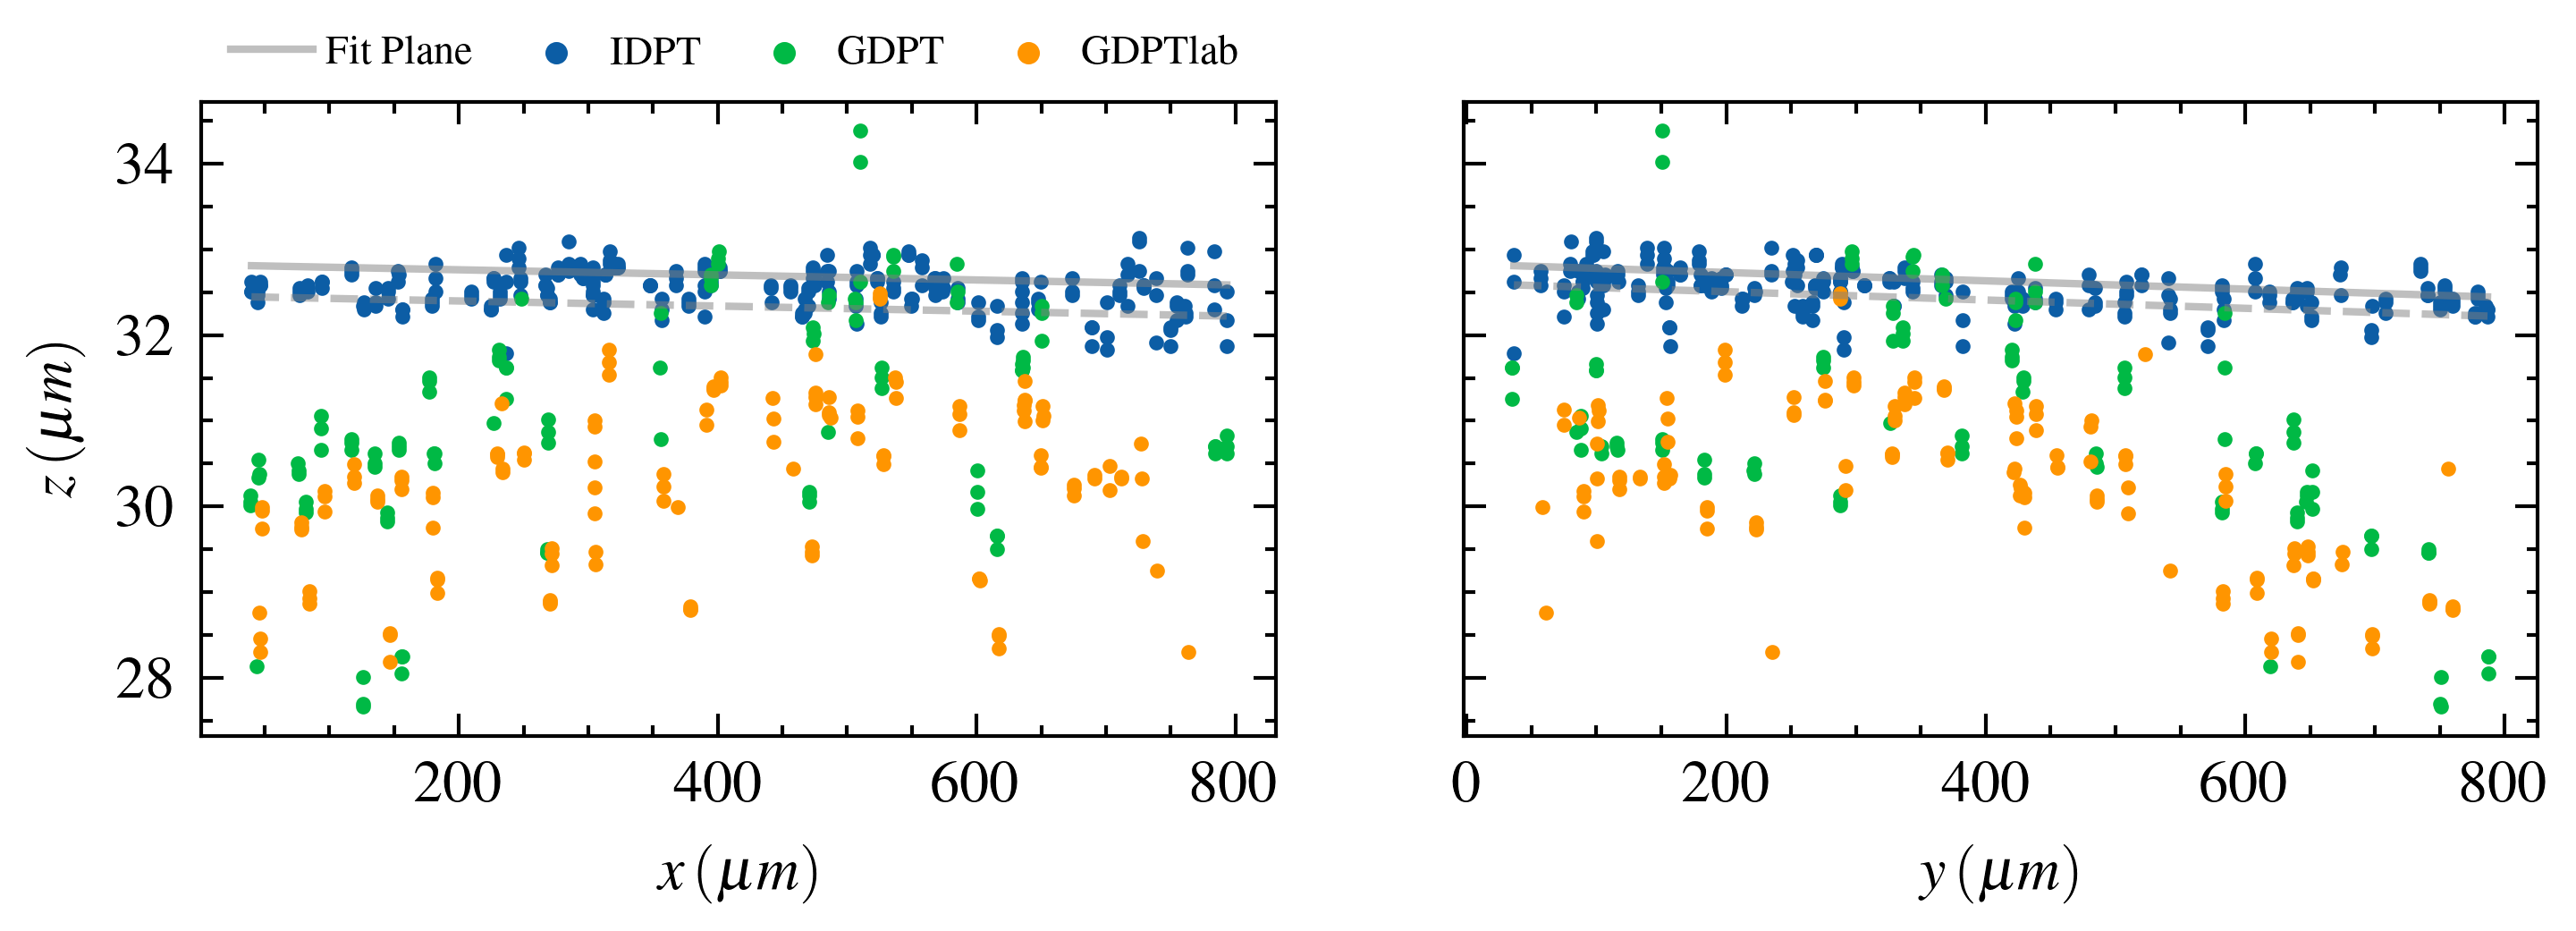 Fit Plane IDPT GDPT GDPTlab
34
32
30
28
z (μm)
200 400 600 800
x (μm)
0 200 400 600 800
y (μm)